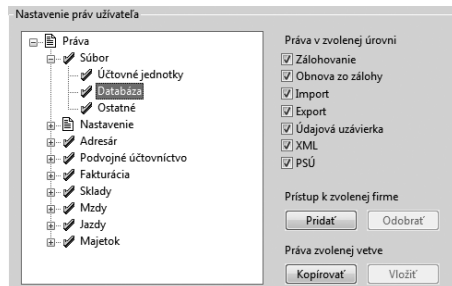 Nastavenie práv užívateľa
Práva
Súbor
Účtovné jednotky
Databáza
Ostatné
Nastavenie
Adresár
Podvojné účtovníctvo
Fakturácia
Sklady
Mzdy
Jazdy
Majetok
Práva v zvolenej úrovni
Zálohovanie
Obnova zo zálohy
Import
Export
Údajová uzávierka
XML
PSÚ
Prístup k zvolenej firme
Pridať Odobrať
Práva zvolenej vetve
Kopírovať Vložiť